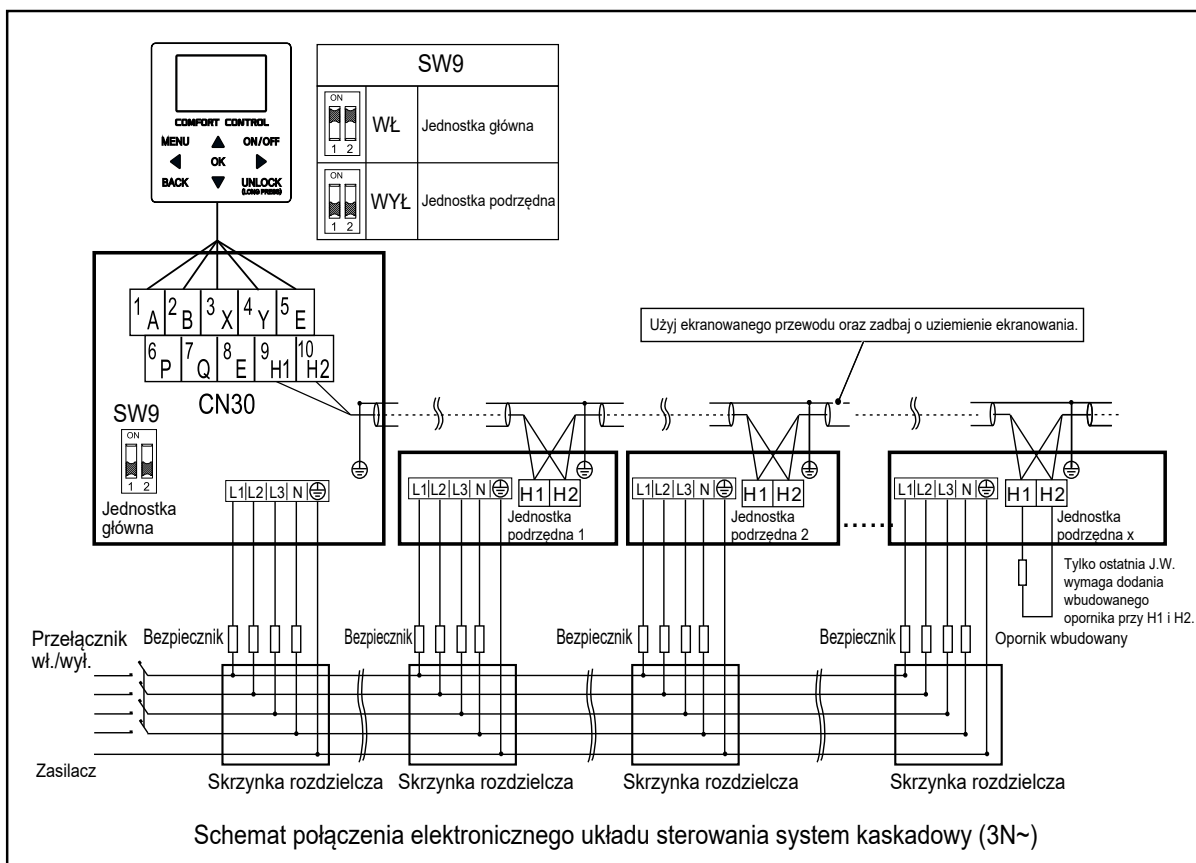 COMFORT CONTROL
MENU ▲ ON/OFF
◀ OK ▶
BACK ▼ UNLOCK
(LONG PRESS)
SW9
ON
1 2
WŁ
Jednostka główna
ON
1 2
WYŁ
Jednostka podrzędna
1 A 2 B 3 X 4 Y 5 E
6 P 7 Q 8 E 9 H1 10 H2
CN30
Użyj ekranowanego przewodu oraz zadbaj o uziemienie ekranowania.
SW9
ON
1 2
Jednostka
główna
L1 L2 L3 N
L1 L2 L3 N
H1 H2
Jednostka
podrzędna 1
L1 L2 L3 N
H1 H2
Jednostka
podrzędna 2
L1 L2 L3 N
H1 H2
Jednostka
podrzędna x
Tylko ostatnia J.W.
wymaga dodania
wbudowanego
opornika przy H1 i H2.
Opornik wbudowany
Przełącznik
wł./wył.
Bezpiecznik
Bezpiecznik
Bezpiecznik
Bezpiecznik
Zasilacz
Skrzynka rozdzielcza
Skrzynka rozdzielcza
Skrzynka rozdzielcza
Skrzynka rozdzielcza
Schemat połączenia elektronicznego układu sterowania system kaskadowy (3N~)